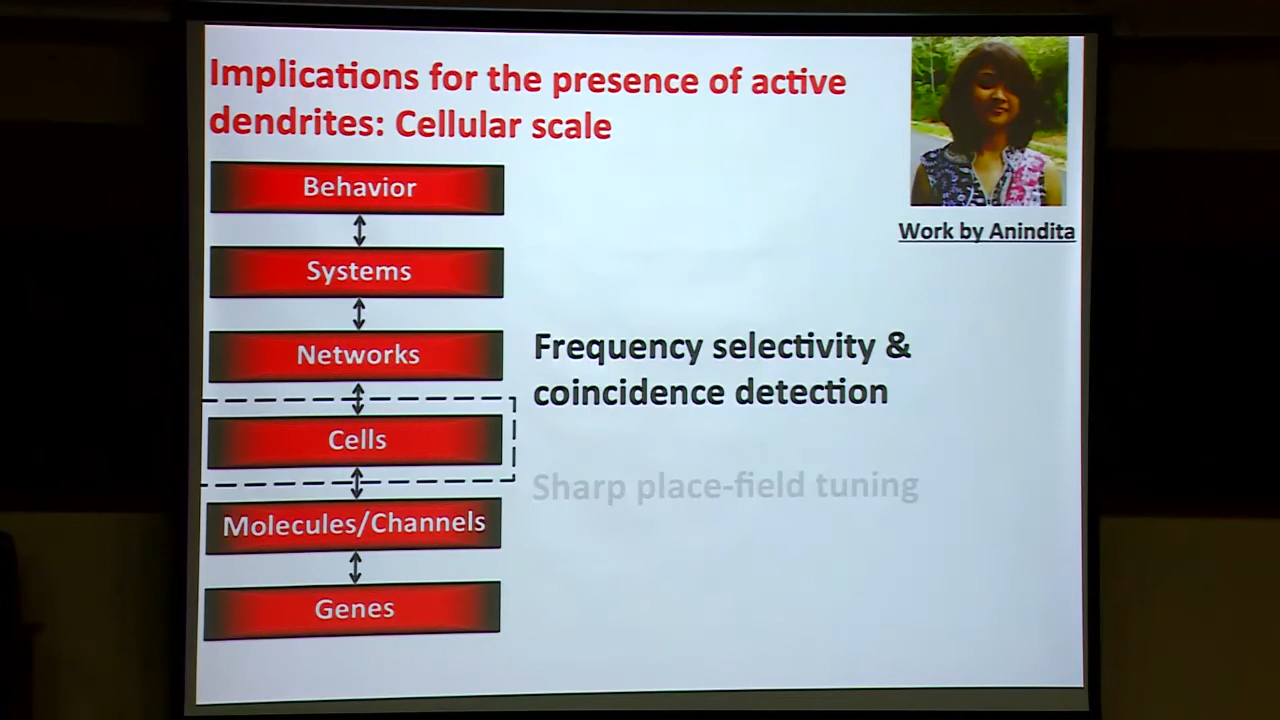 Implications for the presence of active
dendrites: Cellular scale
Work by Anindita
Behavior
Systems
Networks
Cells
Molecules/Channels
Genes
Frequency selectivity &
coincidence detection
Sharp place-field tuning